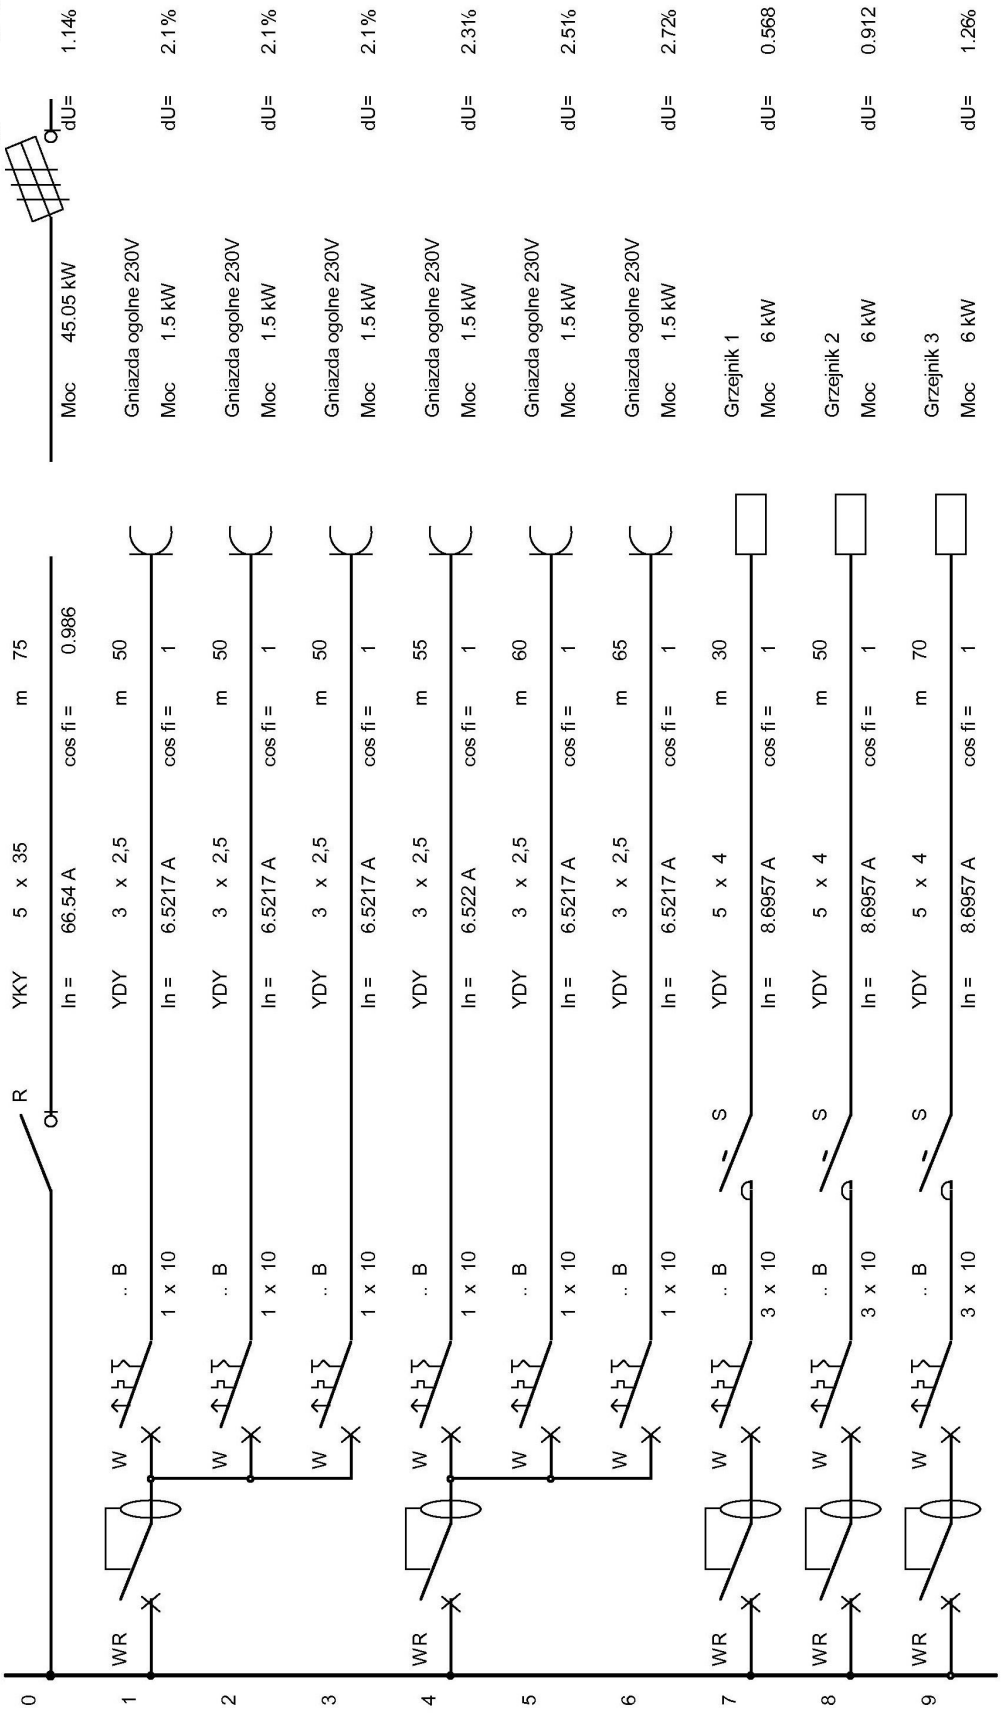 0 R YKY 5 x 35 m 75
In = 66.54 A cos fi = 0.986 Moc 45.05 kW dU= 1.14%
1 WR W .. B YDY 3 x 2,5 m 50 Gniazda ogolne 230V
1 x 10 In = 6.5217 A cos fi = 1 Moc 1.5 kW dU= 2.1%
2 W .. B YDY 3 x 2,5 m 50 Gniazda ogolne 230V
1 x 10 In = 6.5217 A cos fi = 1 Moc 1.5 kW dU= 2.1%
3 W .. B YDY 3 x 2,5 m 50 Gniazda ogolne 230V
1 x 10 In = 6.5217 A cos fi = 1 Moc 1.5 kW dU= 2.1%
4 WR W .. B YDY 3 x 2,5 m 55 Gniazda ogolne 230V
1 x 10 In = 6.522 A cos fi = 1 Moc 1.5 kW dU= 2.31%
5 W .. B YDY 3 x 2,5 m 60 Gniazda ogolne 230V
1 x 10 In = 6.5217 A cos fi = 1 Moc 1.5 kW dU= 2.51%
6 W .. B YDY 3 x 2,5 m 65 Gniazda ogolne 230V
1 x 10 In = 6.5217 A cos fi = 1 Moc 1.5 kW dU= 2.72%
7 WR W .. B S YDY 5 x 4 m 30 Grzejnik 1
3 x 10 In = 8.6957 A cos fi = 1 Moc 6 kW dU= 0.568
8 WR W .. B S YDY 5 x 4 m 50 Grzejnik 2
3 x 10 In = 8.6957 A cos fi = 1 Moc 6 kW dU= 0.912
9 WR W .. B S YDY 5 x 4 m 70 Grzejnik 3
3 x 10 In = 8.6957 A cos fi = 1 Moc 6 kW dU= 1.26%